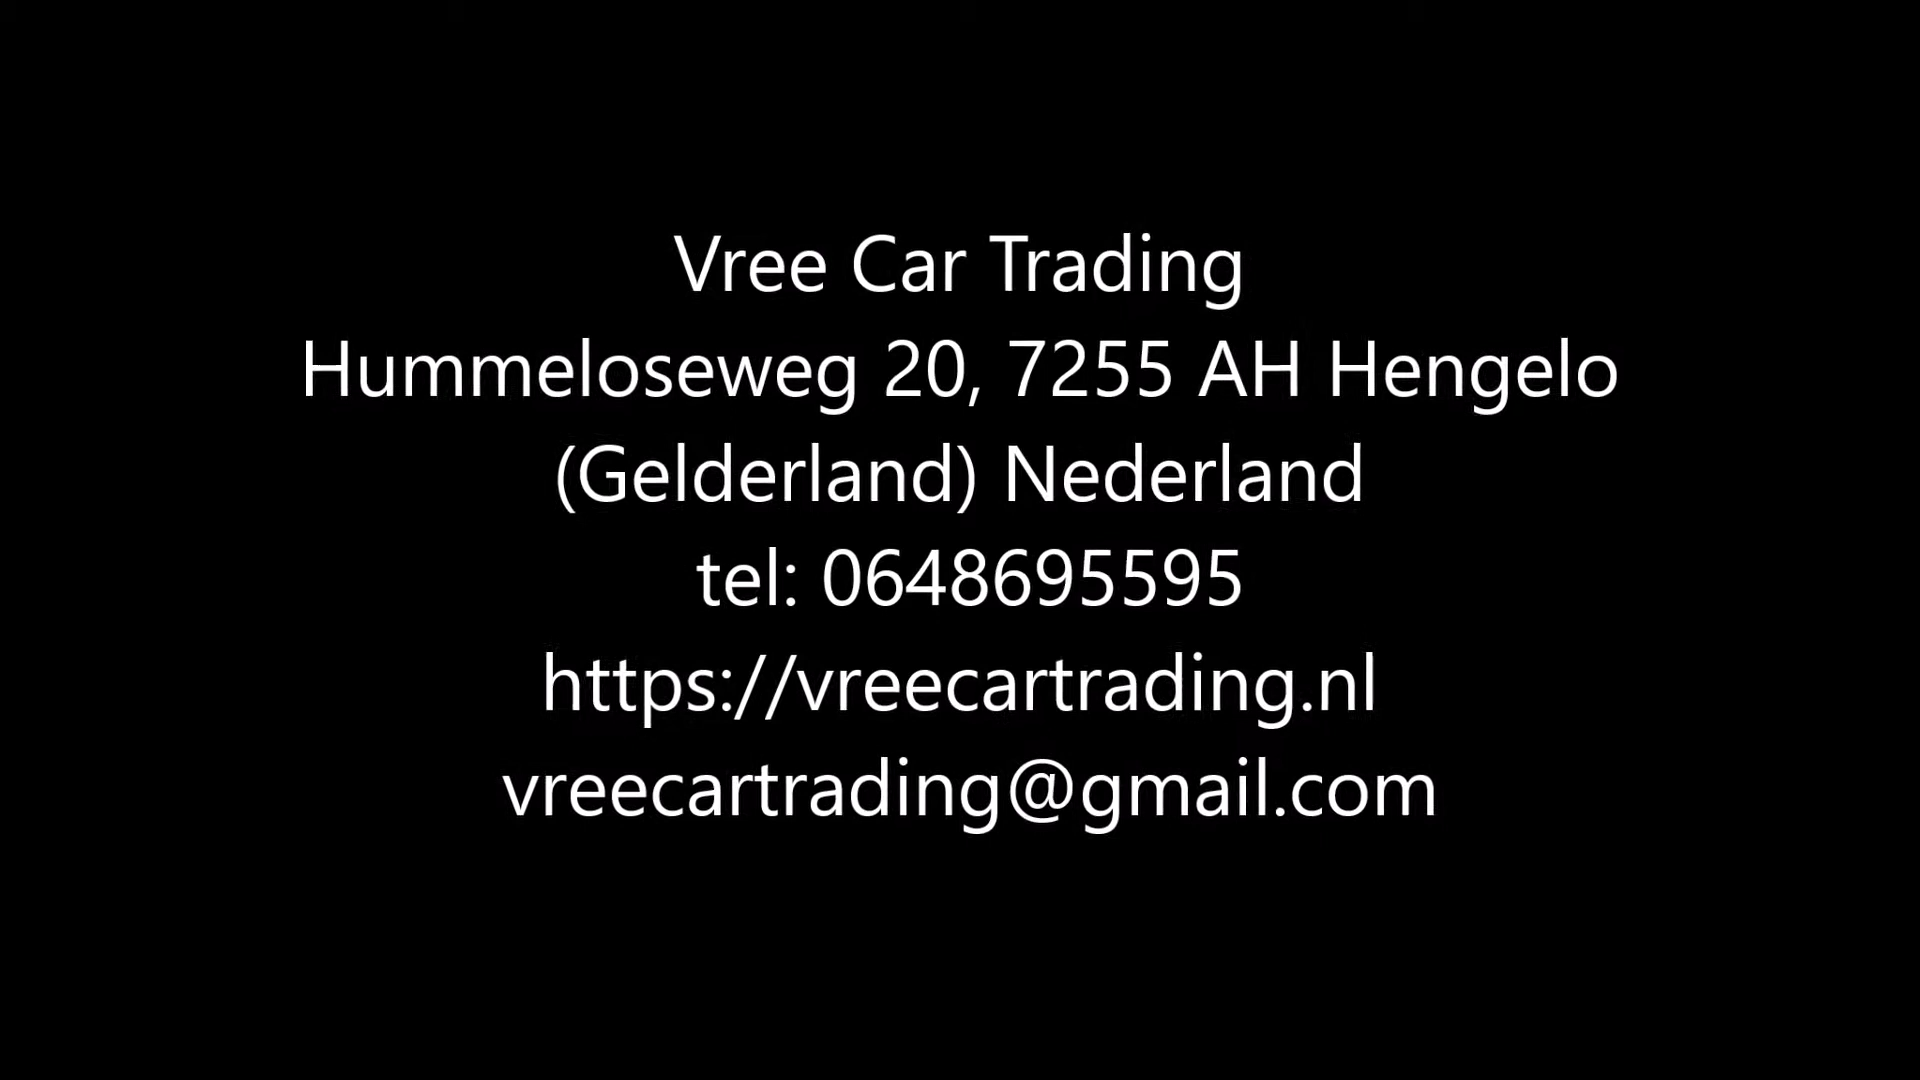 Vree Car Trading
Hummeloseweg 20, 7255 AH Hengelo
(Gelderland) Nederland
tel: 0648695595
https://vreecartrading.nl
vreecartrading@gmail.com